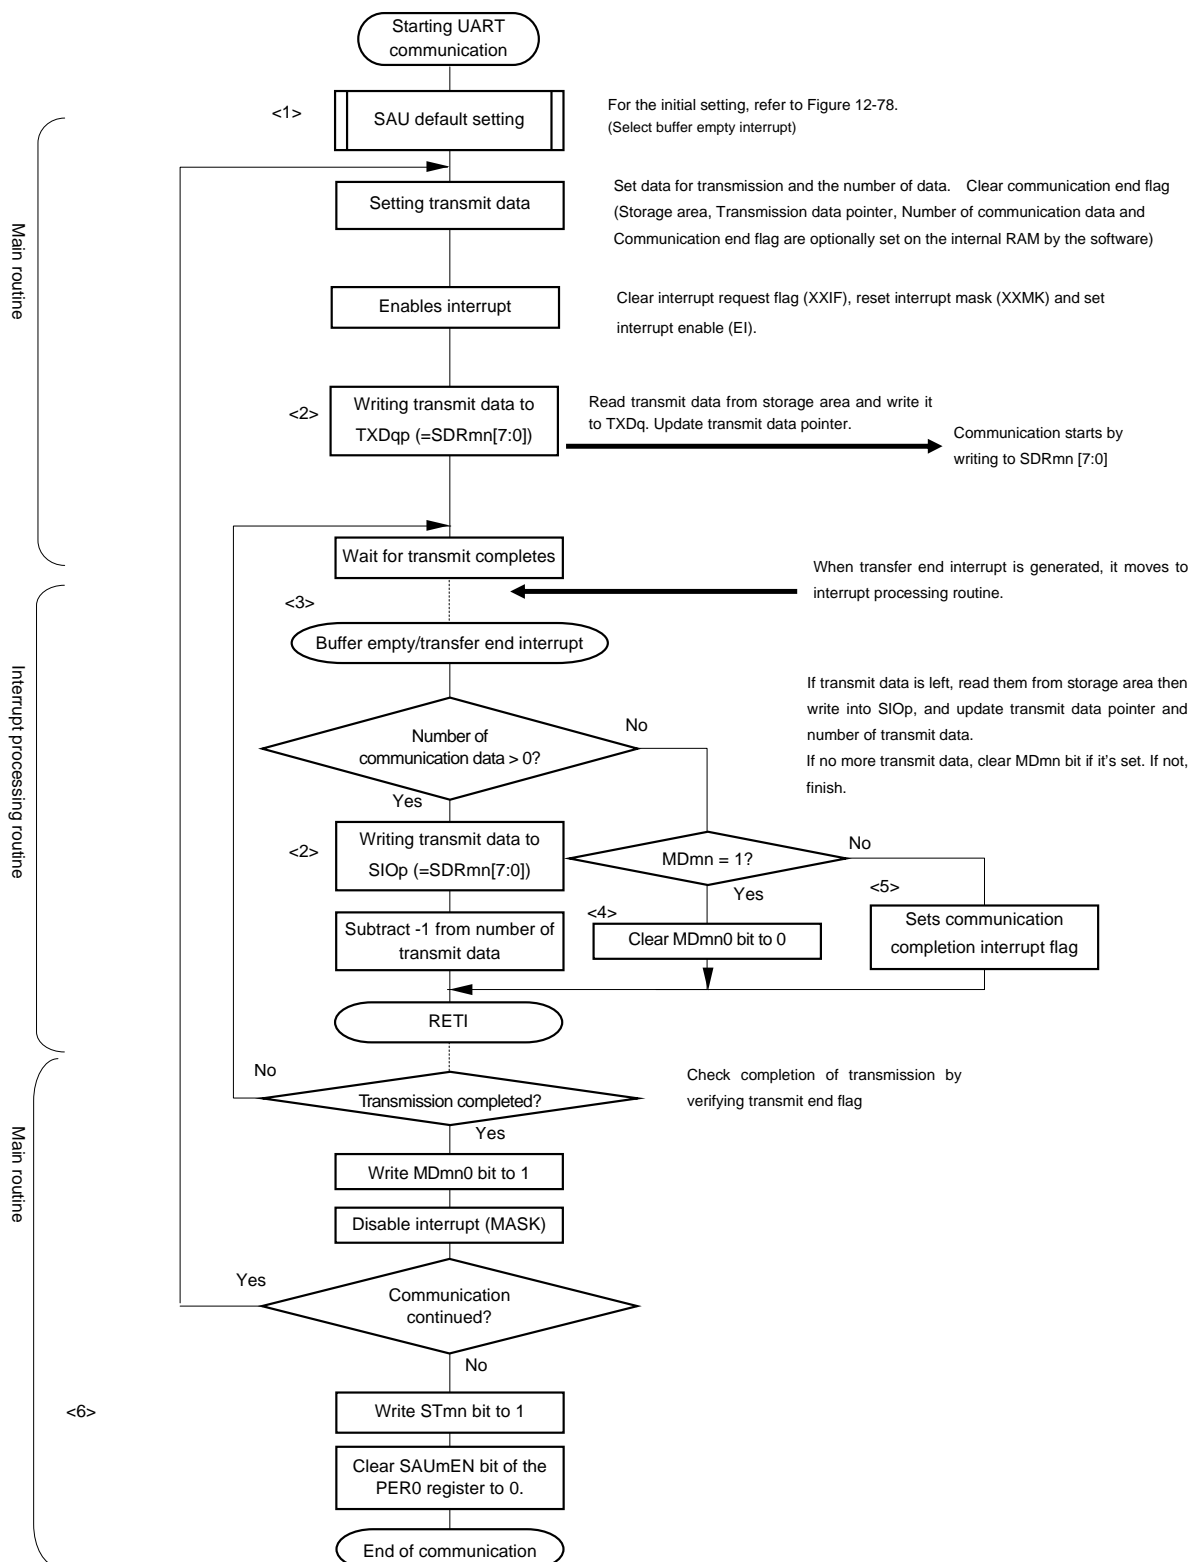 Starting UART
communication
<1>
SAU default setting
For the initial setting, refer to Figure 12-78.
(Select buffer empty interrupt)
Main routine
Setting transmit data
Set data for transmission and the number of data. Clear communication end flag
(Storage area, Transmission data pointer, Number of communication data and
Communication end flag are optionally set on the internal RAM by the software)
Enables interrupt
Clear interrupt request flag (XXIF), reset interrupt mask (XXMK) and set
interrupt enable (EI).
<2>
Writing transmit data to
TXDqp (=SDRmn[7:0])
Read transmit data from storage area and write it
to TXDq. Update transmit data pointer.
Communication starts by
writing to SDRmn [7:0]
Wait for transmit completes
When transfer end interrupt is generated, it moves to
interrupt processing routine.
<3>
Buffer empty/transfer end interrupt
Interrupt processing routine
If transmit data is left, read them from storage area then
write into SIOp, and update transmit data pointer and
number of transmit data.
If no more transmit data, clear MDmn bit if it's set. If not,
finish.
Number of
communication data > 0?
No
Yes
<2>
Writing transmit data to
SIOp (=SDRmn[7:0])
MDmn = 1?
No
Yes
<4>
Clear MDmn0 bit to 0
<5>
Sets communication
completion interrupt flag
Subtract -1 from number of
transmit data
RETI
Main routine
No
Transmission completed?
Yes
Check completion of transmission by
verifying transmit end flag
Write MDmn0 bit to 1
Disable interrupt (MASK)
Yes
Communication
continued?
No
<6>
Write STmn bit to 1
Clear SAUmEN bit of the
PER0 register to 0.
End of communication